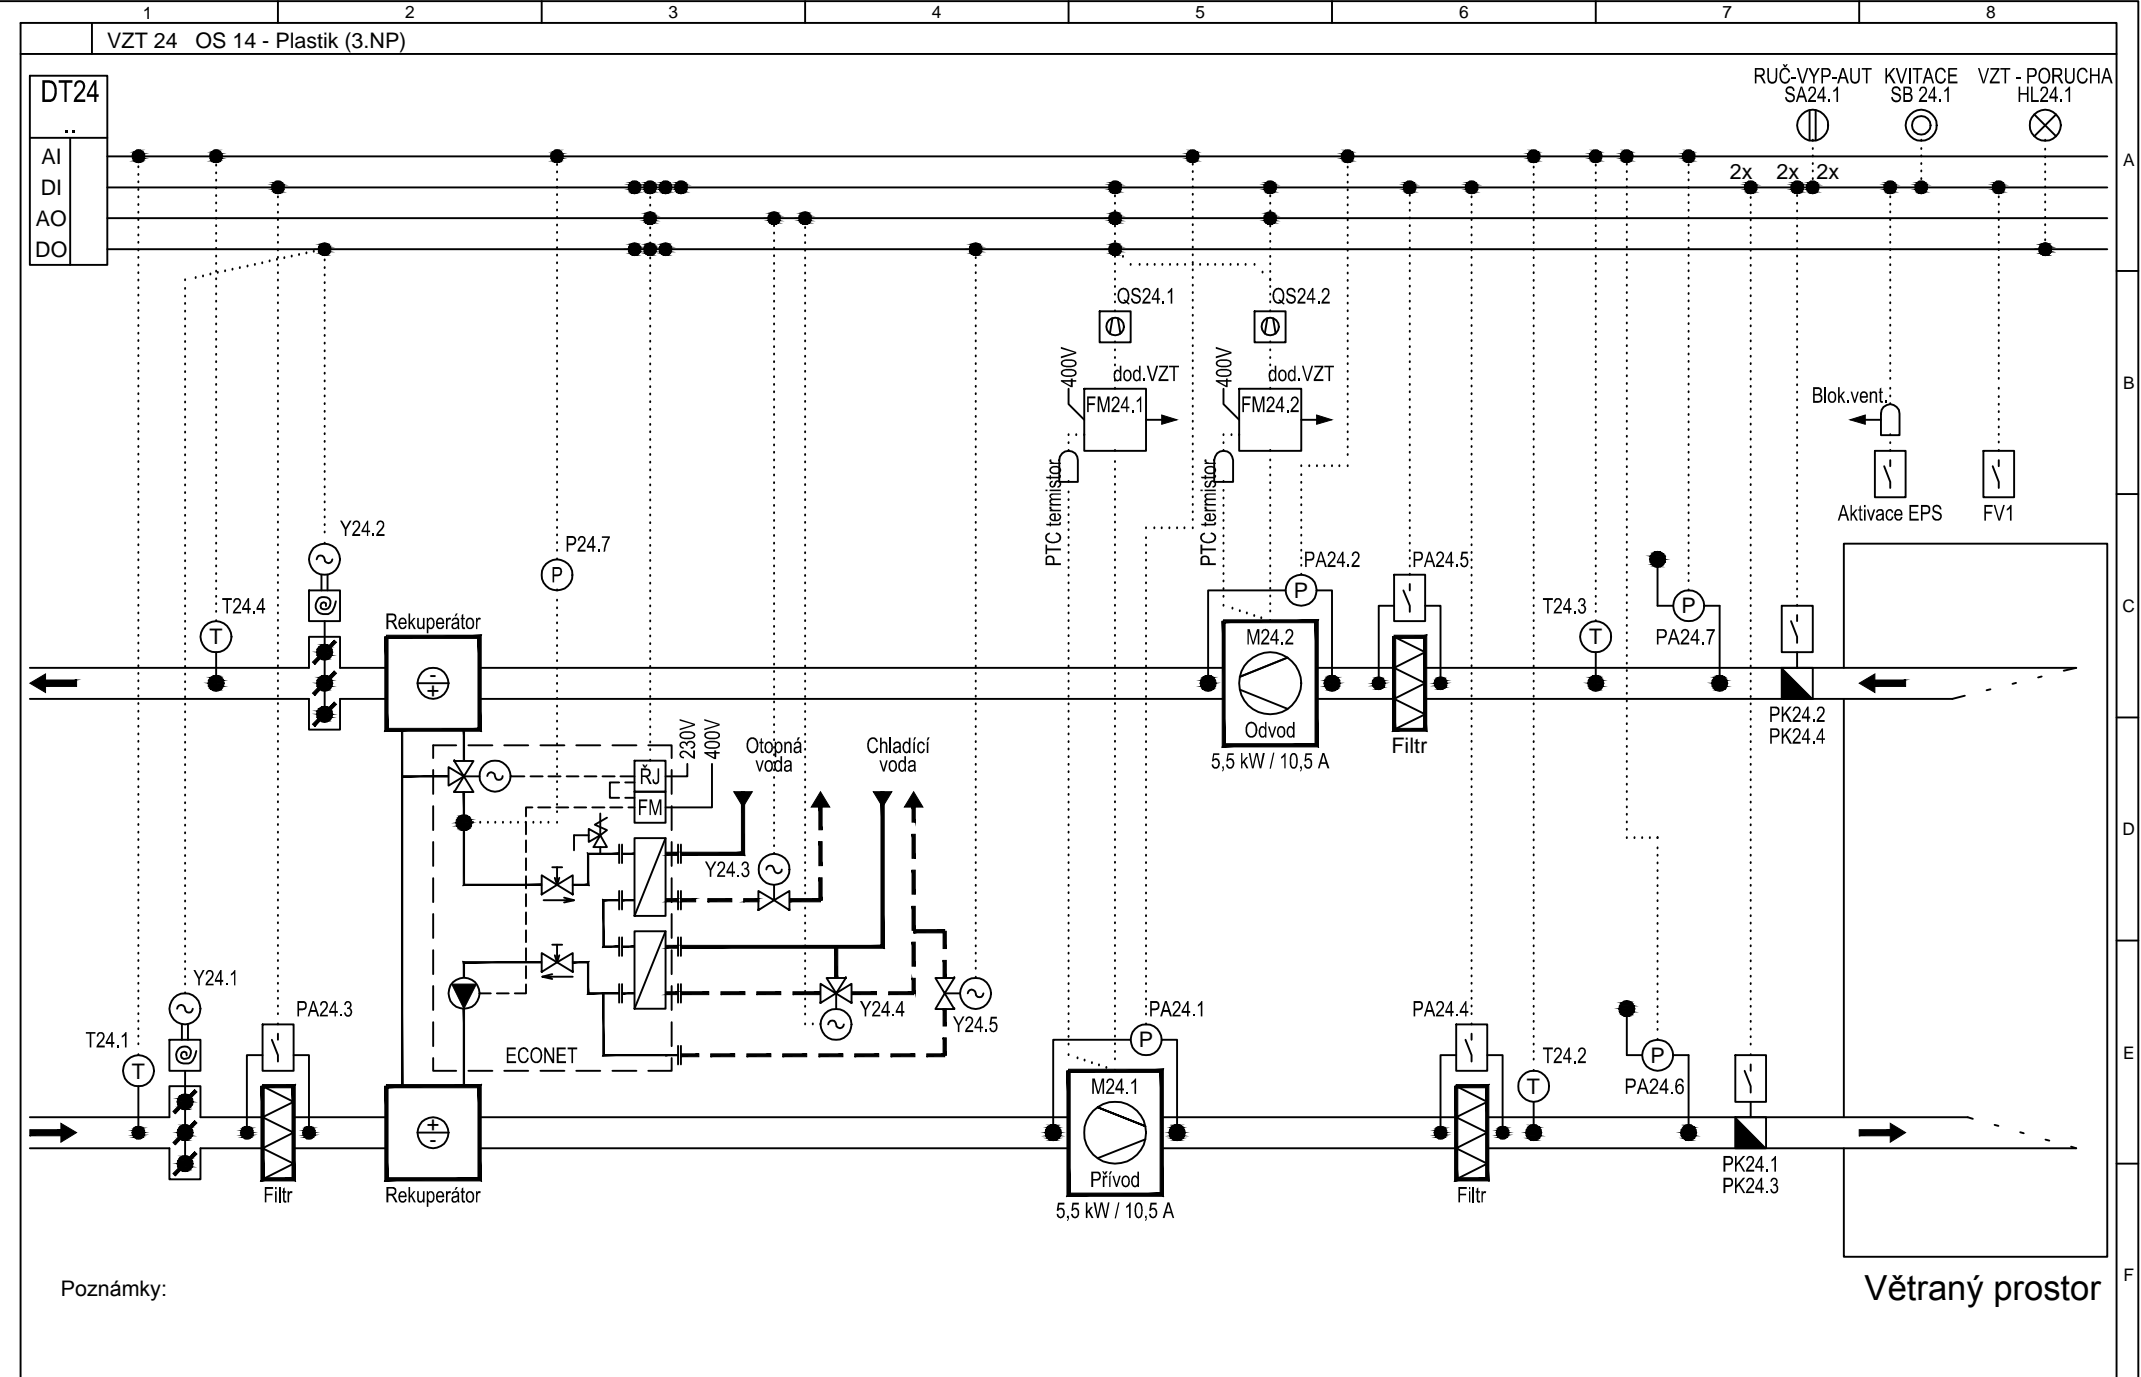 1 2 3 4 5 6 7 8
VZT 24 OS 14 - Plastik (3.NP)
DT24
..
RUČ-VYP-AUT KVITACE VZT - PORUCHA
SA24.1 SB 24.1 HL24.1
AI
A
DI
2x 2x 2x
AO
DO
QS24.1 QS24.2
400V dod.VZT 400V dod.VZT
FM24.1 FM24.2
B
Blok.vent.
PTC termistor PTC termistor
Aktivace EPS FV1
Y24.2
P24.7
P
PA24.2
P
PA24.5
T24.4
T
T24.3
T
P
PA24.7
C
Rekuperátor
M24.2
Odvod
5,5 kW / 10,5 A
Filtr
PK24.2
PK24.4
230V
400V
Otopná
voda
Chladící
voda
ŘJ
FM
D
Y24.3
Y24.1
PA24.3
Y24.4
Y24.5
PA24.1
P
PA24.4
T24.1
T
ECONET
T24.2
T
P
PA24.6
E
M24.1
Přívod
5,5 kW / 10,5 A
Filtr
Rekuperátor
Filtr
PK24.1
PK24.3
Poznámky:
Větraný prostor
F